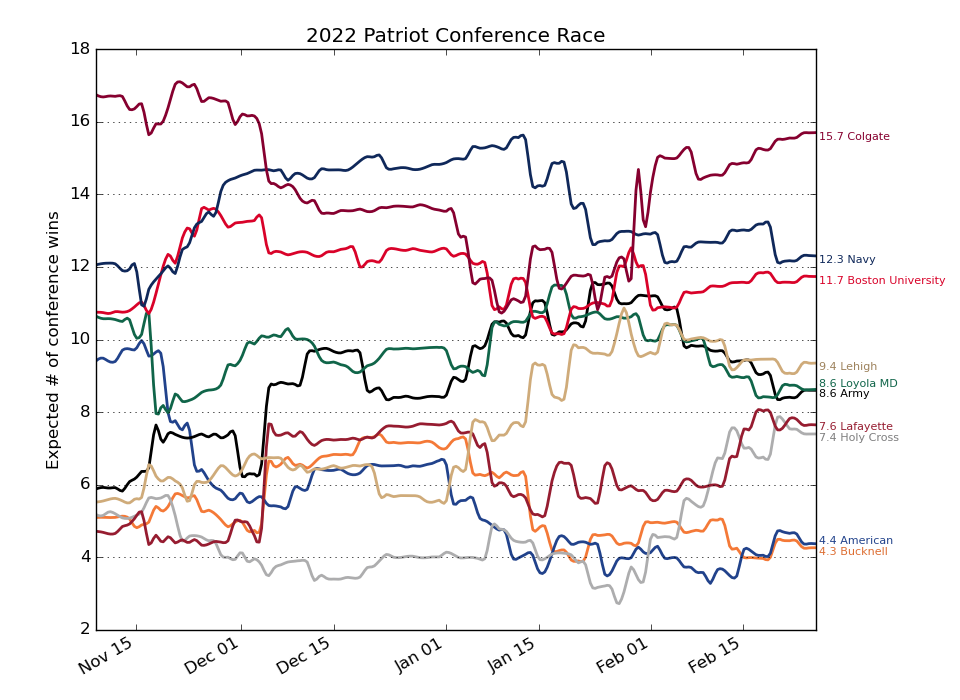 2022 Patriot Conference Race
Expected # of conference wins
18
16
14
12
10
8
6
4
2
15.7 Colgate
12.3 Navy
11.7 Boston University
9.4 Lehigh
8.6 Loyola MD
8.6 Army
7.6 Lafayette
7.4 Holy Cross
4.4 American
4.3 Bucknell
Nov 15
Dec 01
Dec 15
Jan 01
Jan 15
Feb 01
Feb 15